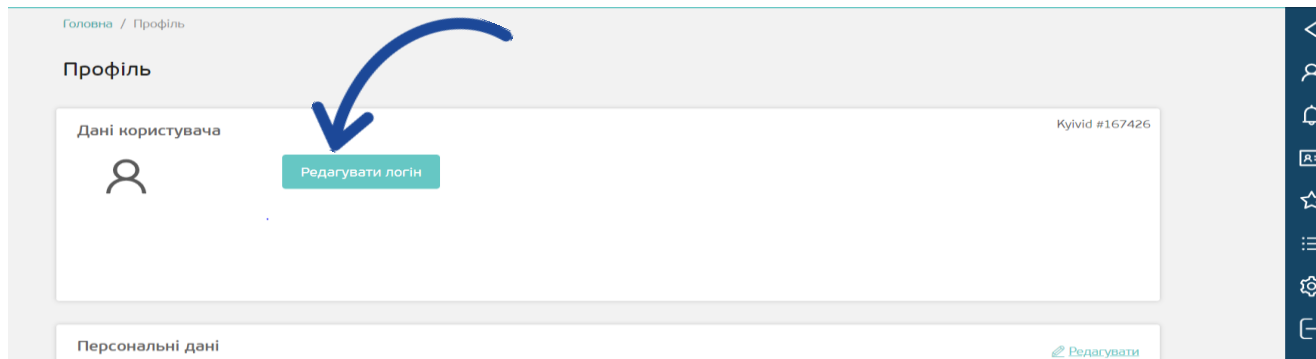 Головна / Профіль
Профіль
Дані користувача
Kyivid #167426
Редагувати логін
Персональні дані
Редагувати